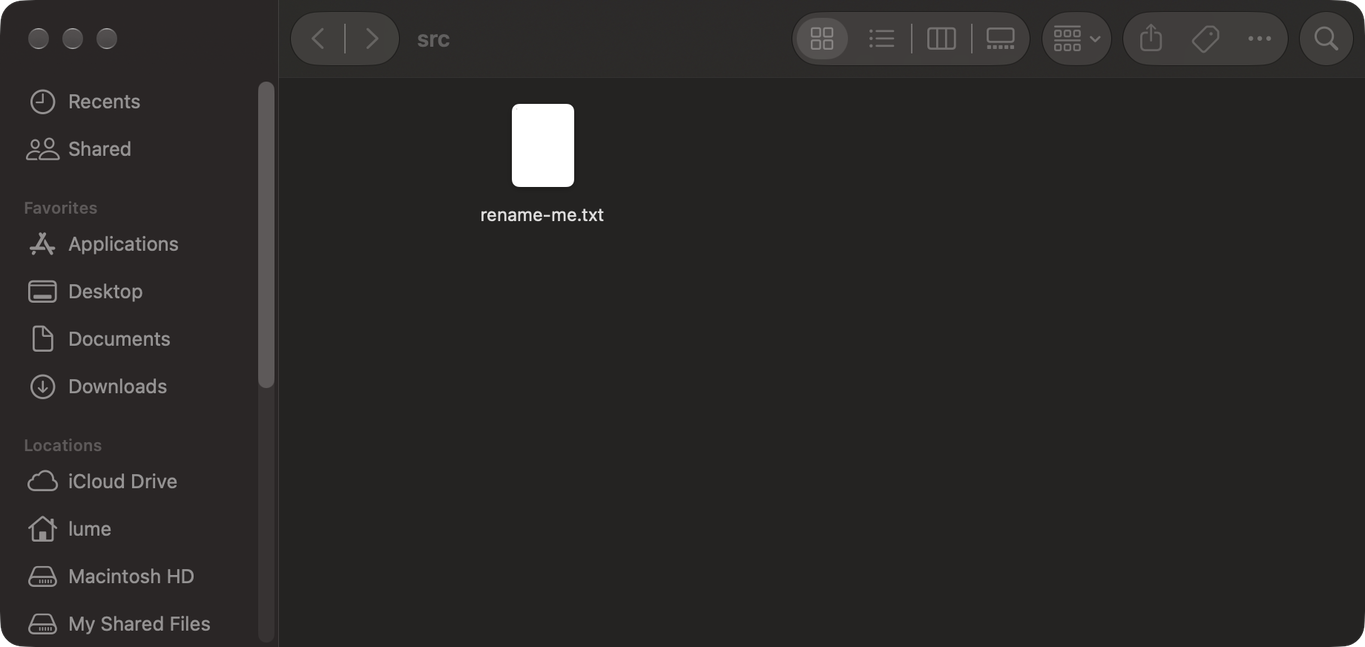 src
Recents
Shared
Favorites
Applications
Desktop
Documents
Downloads
Locations
iCloud Drive
lume
Macintosh HD
My Shared Files
rename-me.txt